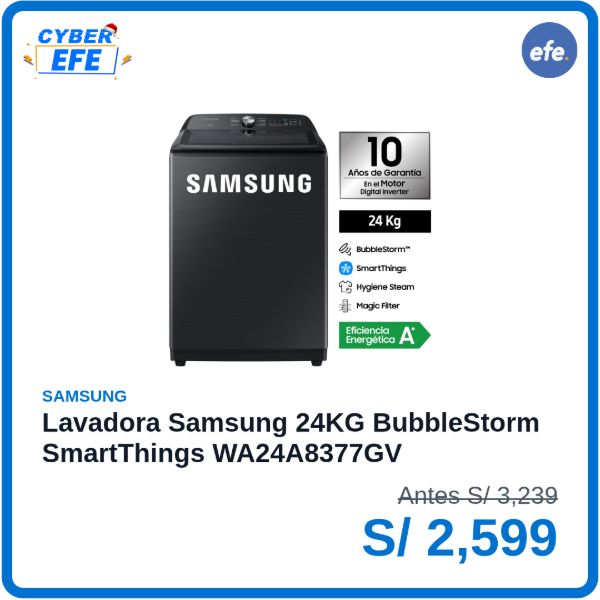 CYBER
EFE
efe.
SAMSUNG
10
Años de Garantía
En el Motor
Digital Inverter
24 Kg
BubbleStorm™
SmartThings
Hygiene Steam
Magic Filter
Eficiencia
Energética A+
SAMSUNG
Lavadora Samsung 24KG BubbleStorm
SmartThings WA24A8377GV
Antes S/ 3,239
S/ 2,599